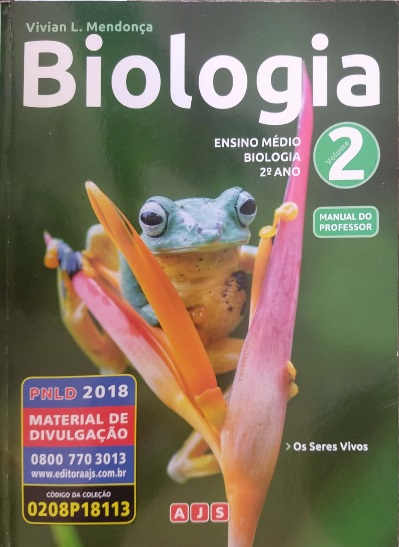 Vivian L. Mendonça
Biologia
ENSINO MÉDIO
BIOLOGIA
2º ANO
Volume
2
MANUAL DO
PROFESSOR
PNLD 2018
MATERIAL DE
DIVULGAÇÃO
0800 770 3013
www.editoraajs.com.br
CÓDIGO DA COLEÇÃO
0208P18113
> Os Seres Vivos
AJS